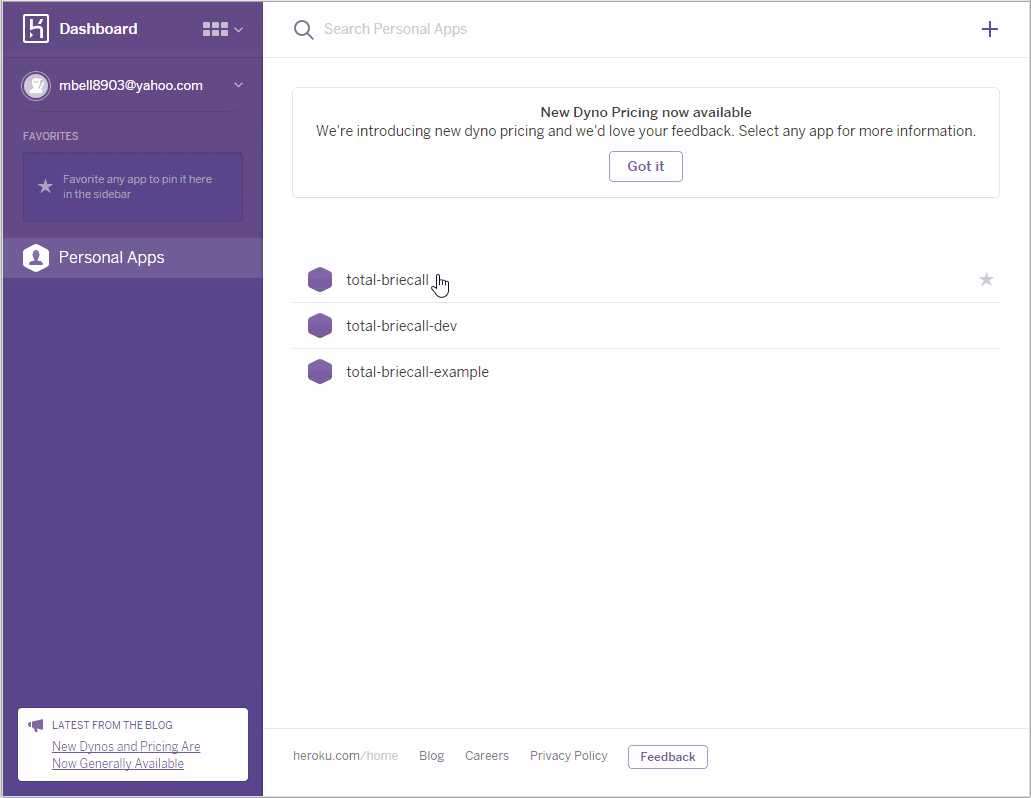 Dashboard
Search Personal Apps
mbell8903@yahoo.com
FAVORITES
Favorite any app to pin it here
in the sidebar
Personal Apps
New Dyno Pricing now available
We're introducing new dyno pricing and we'd love your feedback. Select any app for more information.
Got it
total-briecall
total-briecall-dev
total-briecall-example
LATEST FROM THE BLOG
New Dynos and Pricing Are
Now Generally Available
heroku.com/home Blog Careers Privacy Policy Feedback